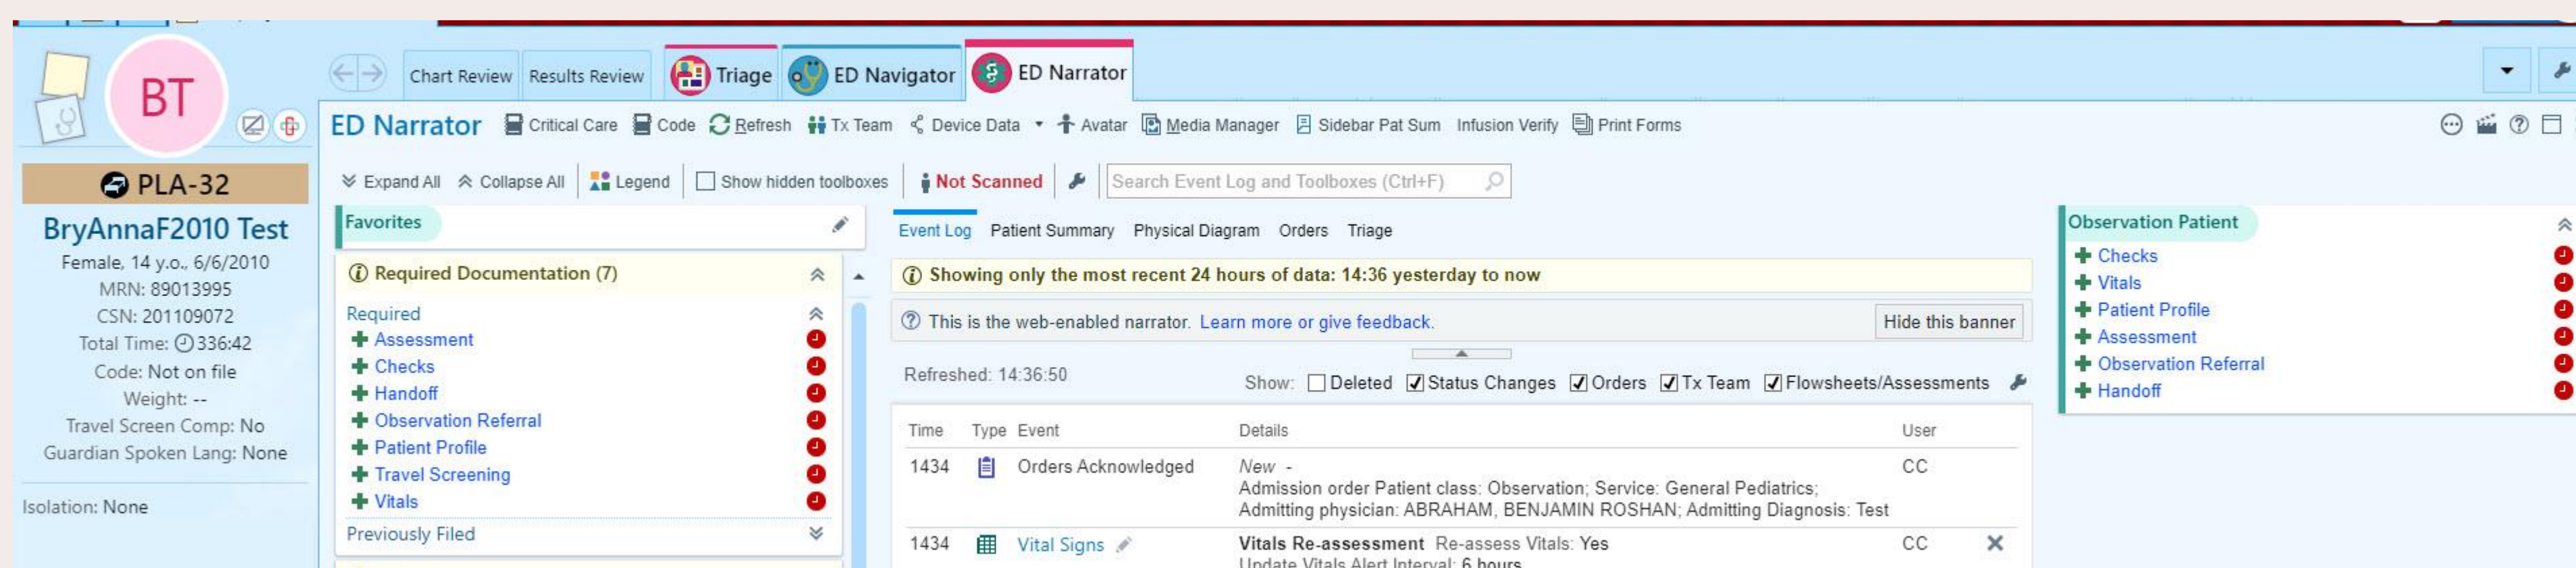 BT
PLA-32
BryAnnaF2010 Test
Female, 14 y.o., 6/6/2010
MRN: 89013995
CSN: 201109072
Total Time: 336:42
Code: Not on file
Weight: --
Travel Screen Comp: No
Guardian Spoken Lang: None
Isolation: None
Chart Review Results Review Triage ED Navigator ED Narrator
ED Narrator Critical Care Code Refresh Tx Team Device Data Avatar Media Manager Sidebar Pat Sum Infusion Verify Print Forms
Expand All Collapse All Legend Show hidden toolboxes Not Scanned Search Event Log and Toolboxes (Ctrl+F)
Favorites
Required Documentation (7)
Required
Assessment
Checks
Handoff
Observation Referral
Patient Profile
Travel Screening
Vitals
Previously Filed
Event Log Patient Summary Physical Diagram Orders Triage
Showing only the most recent 24 hours of data: 14:36 yesterday to now
This is the web-enabled narrator. Learn more or give feedback. Hide this banner
Refreshed: 14:36:50 Show: Deleted Status Changes Orders Tx Team Flowsheets/Assessments
Time Type Event Details User
1434 Orders Acknowledged New - CC
Admission order Patient class: Observation; Service: General Pediatrics;
Admitting physician: ABRAHAM, BENJAMIN ROSHAN; Admitting Diagnosis: Test
1434 Vital Signs Vitals Re-assessment Re-assess Vitals: Yes CC
Update Vitals Alert Interval: 6 hours
Observation Patient
Checks
Vitals
Patient Profile
Assessment
Observation Referral
Handoff